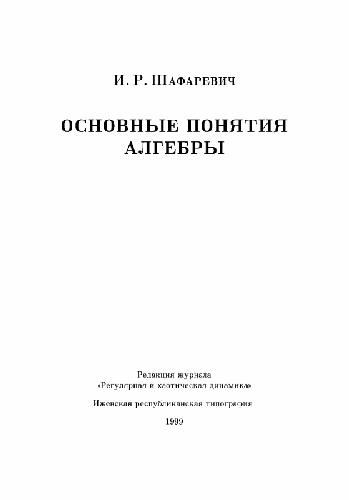 И. Р. Шафаревич
ОСНОВНЫЕ ПОНЯТИЯ
АЛГЕБРЫ
Редакция журнала
«Регулярная и хаотическая динамика»
Ижевская республиканская типография
1999